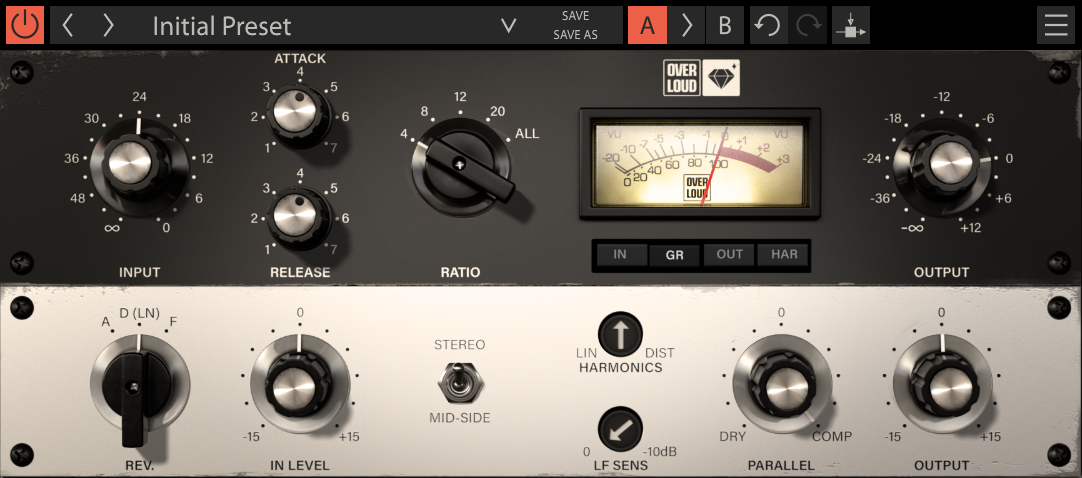 Initial Preset
SAVE
SAVE AS
A
B
ATTACK
1 2 3 4 5 6 7
OVER
LOUD
∞ 48 36 30 24 18 12 6 0
INPUT
1 2 3 4 5 6 7
RELEASE
4 8 12 20 ALL
RATIO
VU VU
-20 -10 -7 -5 -3 -1 0 +1 +2 +3
0 20 40 60 80 100
OVER
LOUD
IN GR OUT HAR
-∞ -36 -24 -18 -12 -6 0 +6 +12
OUTPUT
A D (LN) F
REV.
0
-15 +15
IN LEVEL
STEREO
MID-SIDE
LIN DIST
HARMONICS
0 -10dB
LF SENS
0
DRY COMP
PARALLEL
0
-15 +15
OUTPUT